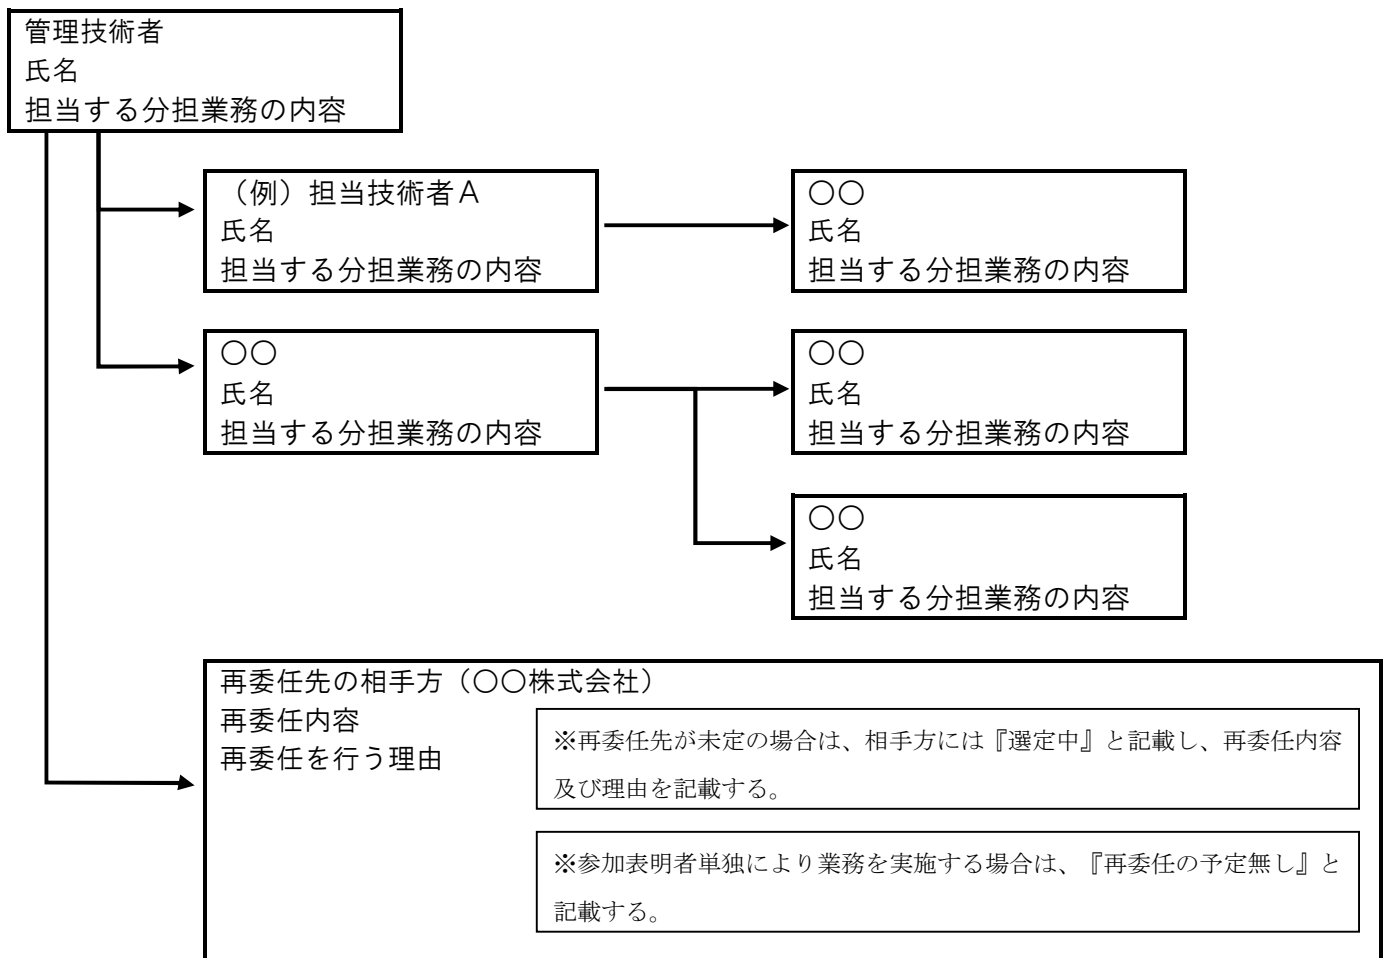 管理技術者
氏名
担当する分担業務の内容
（例）担当技術者Ａ
氏名
担当する分担業務の内容
○○
氏名
担当する分担業務の内容
○○
氏名
担当する分担業務の内容
○○
氏名
担当する分担業務の内容
○○
氏名
担当する分担業務の内容
再委任先の相手方（○○株式会社）
再委任内容
再委任を行う理由
※再委任先が未定の場合は、相手方には『選定中』と記載し、再委任内容
及び理由を記載する。
※参加表明者単独により業務を実施する場合は、『再委任の予定無し』と
記載する。